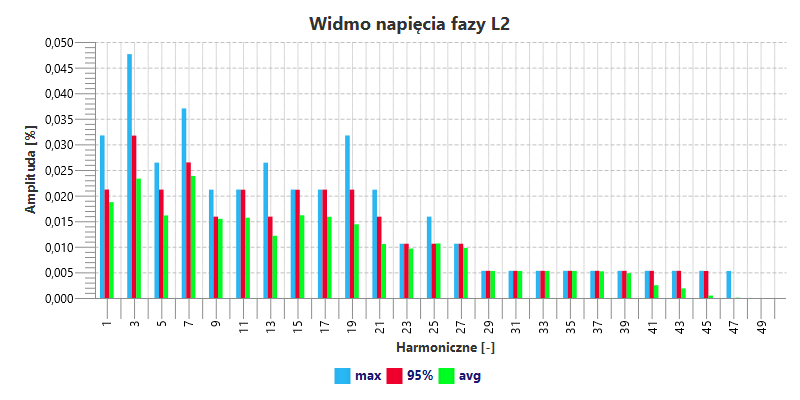 Widmo napięcia fazy L2
Amplituda [%]
0,050
0,045
0,040
0,035
0,030
0,025
0,020
0,015
0,010
0,005
0,000
1 3 5 7 9 11 13 15 17 19 21 23 25 27 29 31 33 35 37 39 41 43 45 47 49
Harmoniczne [-]
max 95% avg